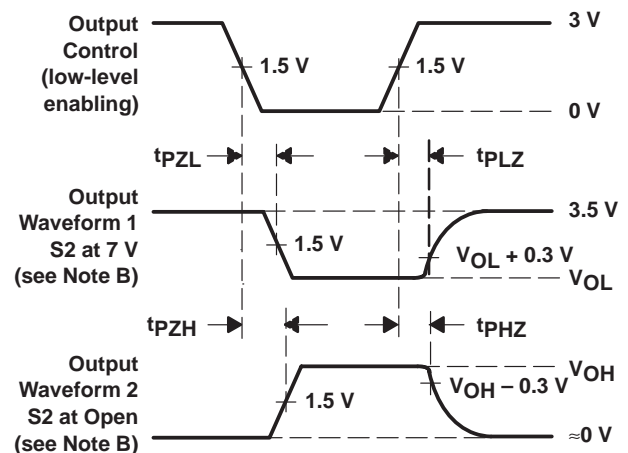 Output
Control
(low-level
enabling)
3 V
1.5 V
1.5 V
0 V
tPZL
tPLZ
Output
Waveform 1
S2 at 7 V
(see Note B)
3.5 V
1.5 V
VOL + 0.3 V
VOL
tPZH
tPHZ
Output
Waveform 2
S2 at Open
(see Note B)
VOH
1.5 V
VOH – 0.3 V
≈0 V